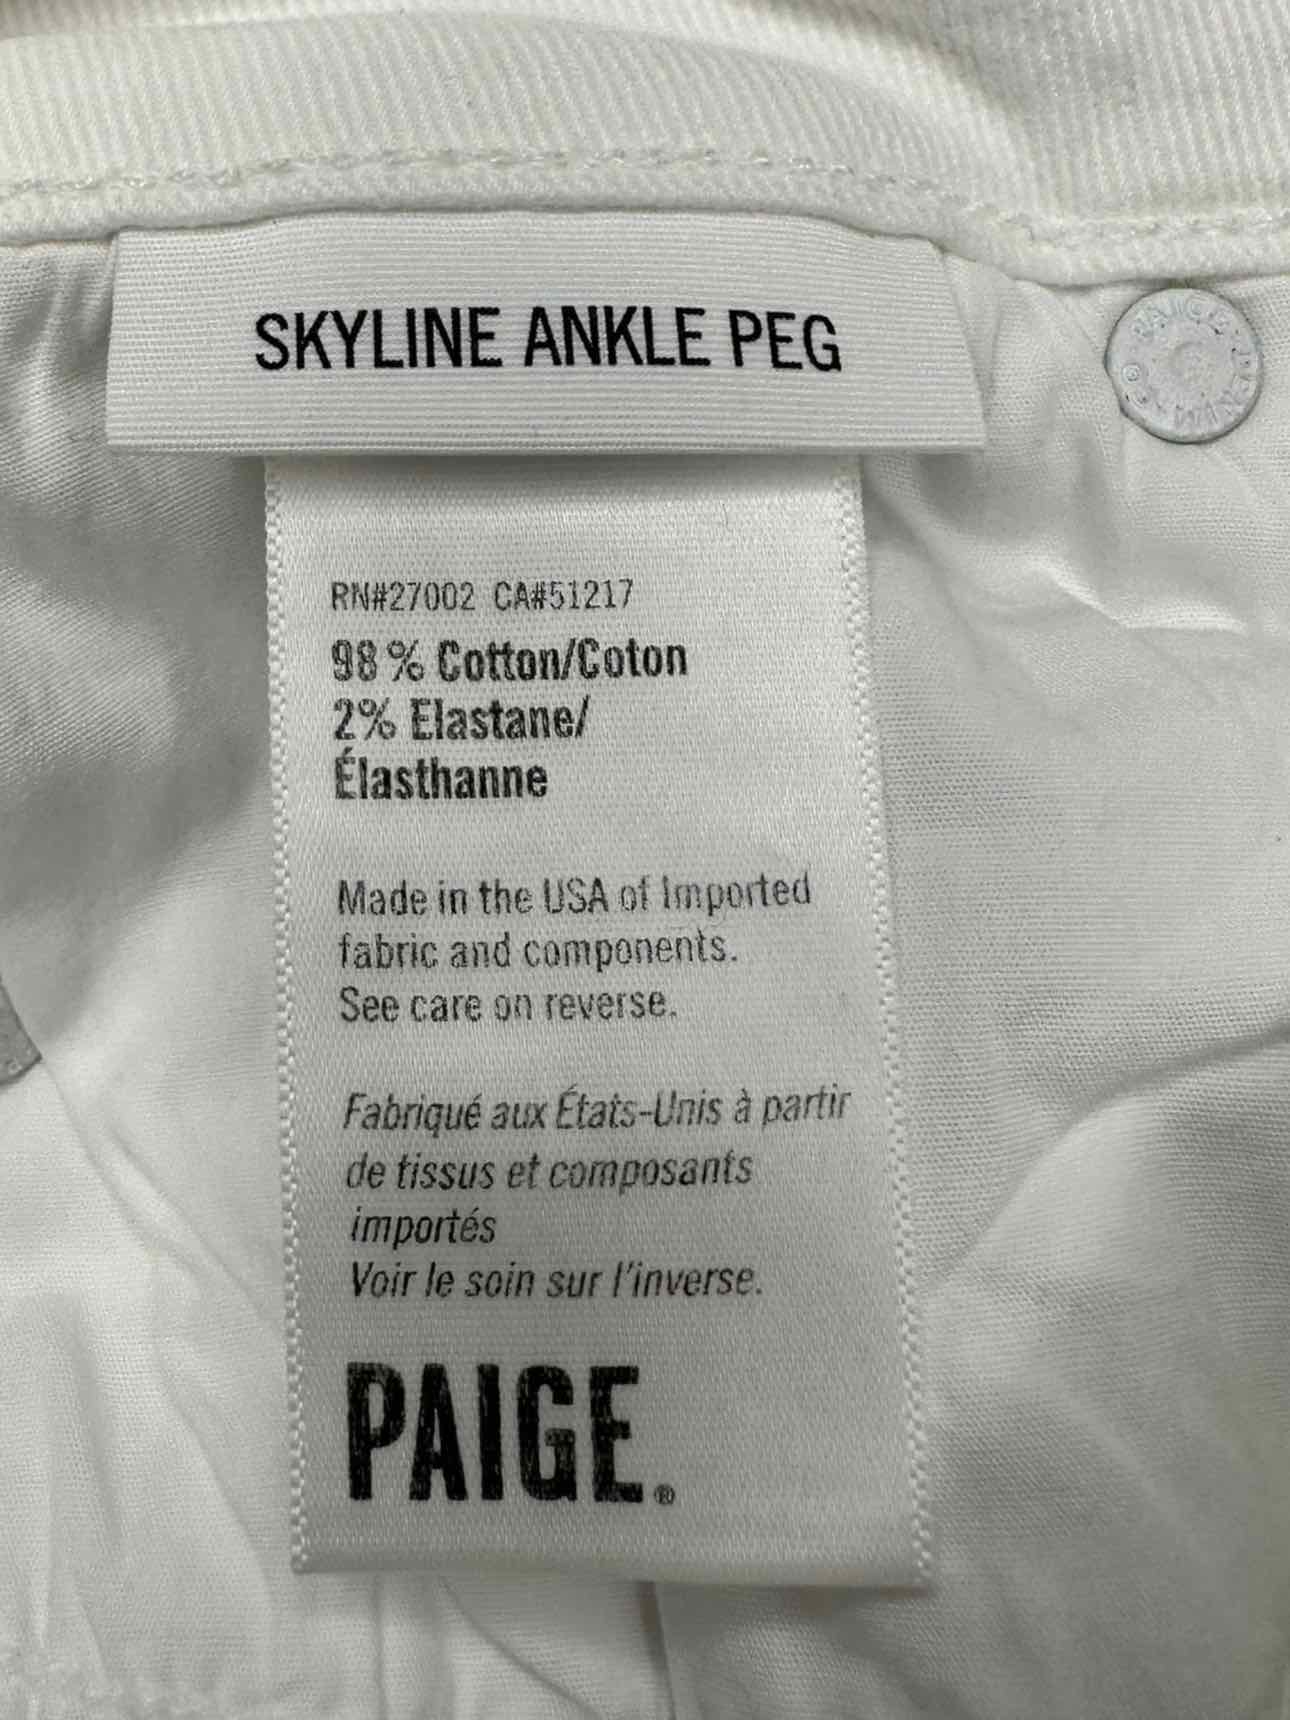 SKYLINE ANKLE PEG
RN#27002 CA#51217
98% Cotton/Coton
2% Elastane/
Élasthanne
Made in the USA of Imported
fabric and components.
See care on reverse.
Fabriqué aux États-Unis à partir
de tissus et composants
importés
Voir le soin sur l'inverse.
PAIGE®